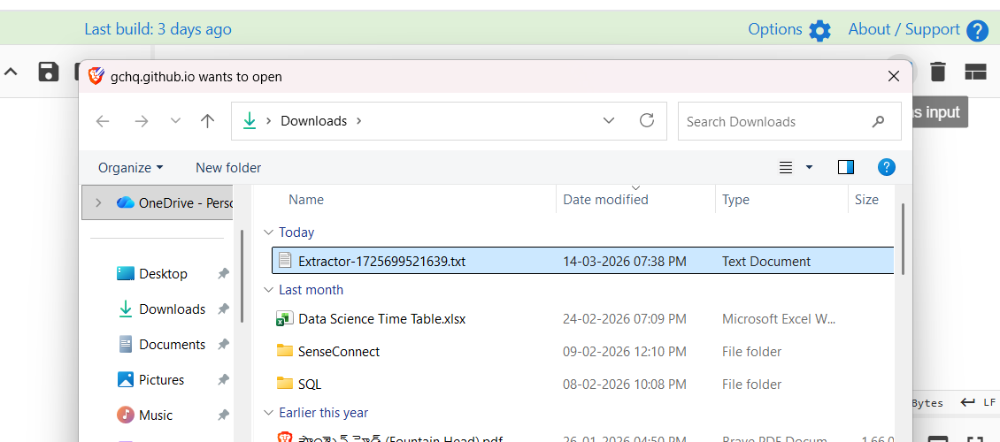 Last build: 3 days ago
Options
About / Support
gchq.github.io wants to open
s input
Downloads
Search Downloads
Organize
New folder
OneDrive - Perso
Name
Date modified
Type
Size
Today
Extractor-1725699521639.txt
14-03-2026 07:38 PM
Text Document
Last month
Data Science Time Table.xlsx
24-02-2026 07:09 PM
Microsoft Excel W...
SenseConnect
09-02-2026 12:10 PM
File folder
SQL
08-02-2026 10:08 PM
File folder
Earlier this year
Desktop
Downloads
Documents
Pictures
Music
(Fountain Head).pdf
26-01-2026 04:50 PM
Brave PDF Docum
1,66,0
Bytes
LF